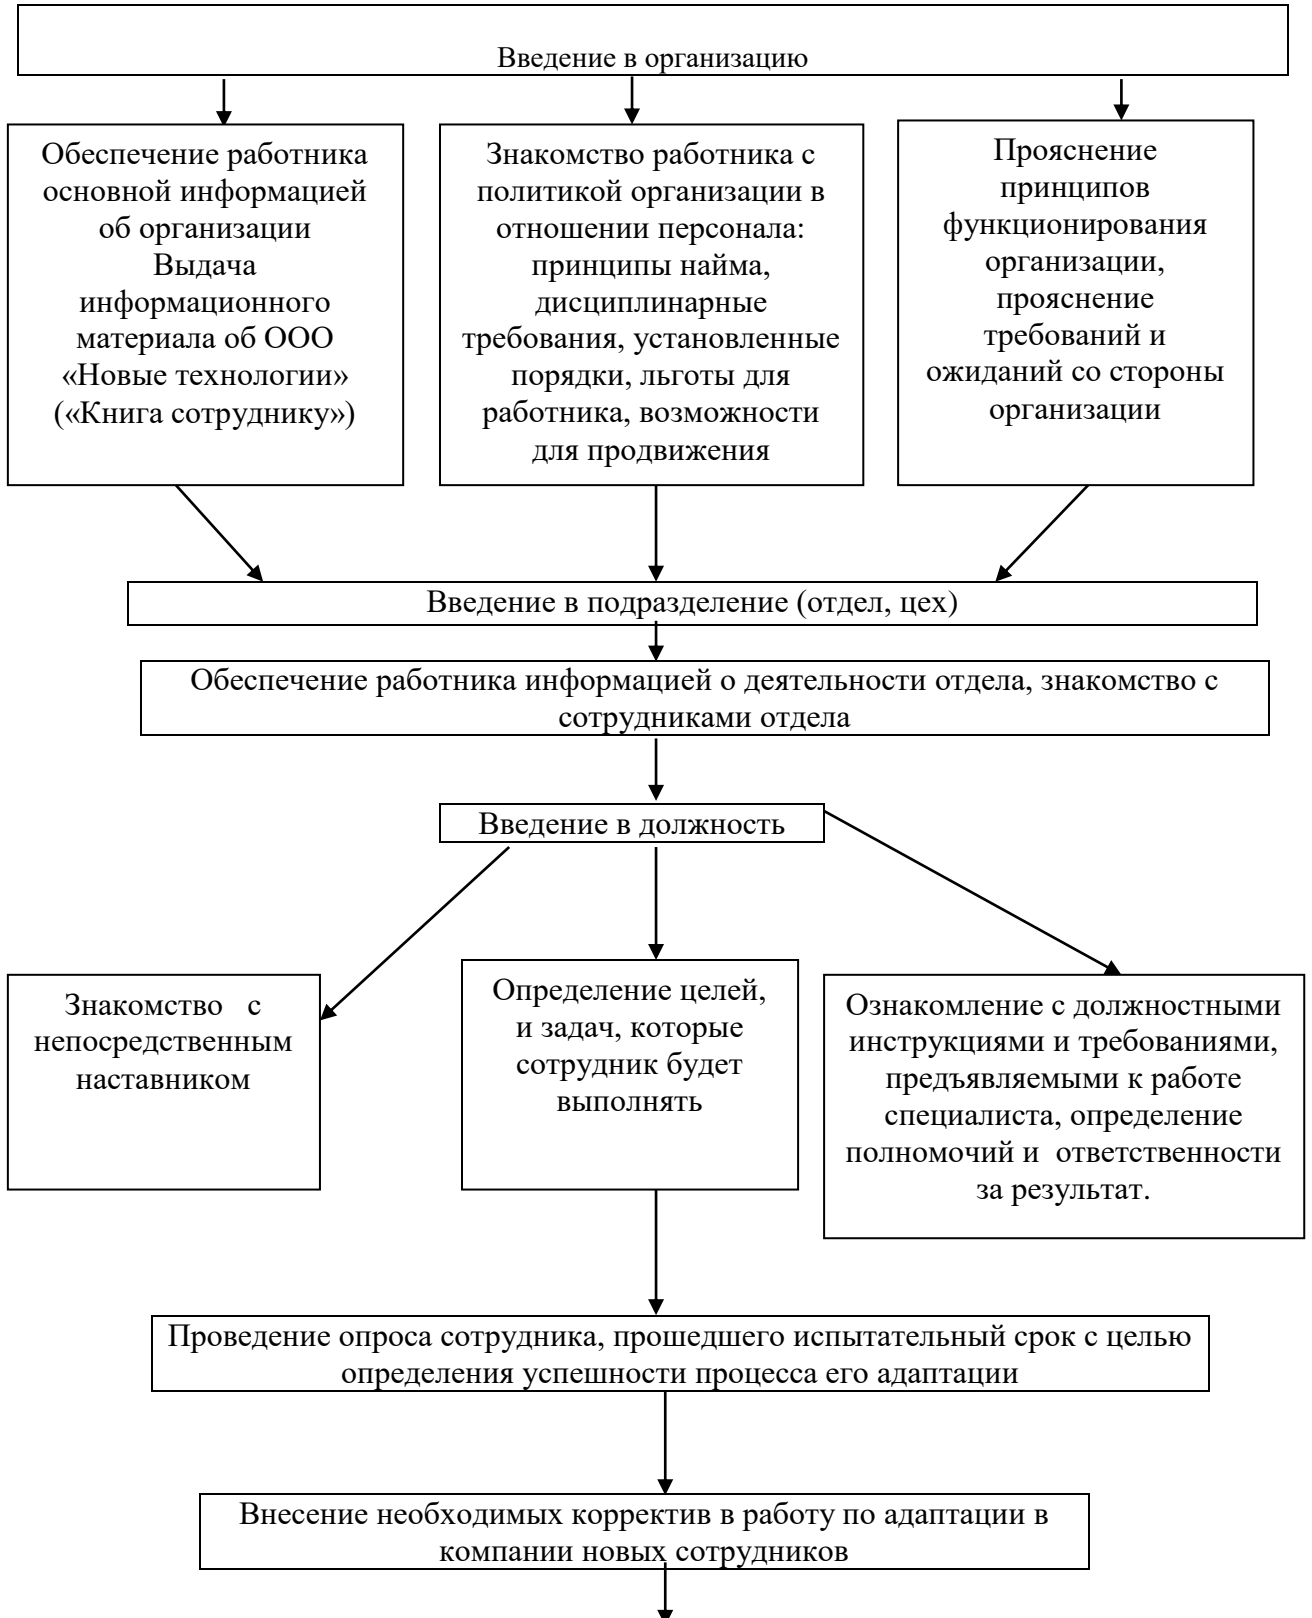 Введение в организацию
Обеспечение работника
основной информацией
об организации
Выдача
информационного
материала об ООО
«Новые технологии»
(«Книга сотруднику»)
Знакомство работника с
политикой организации в
отношении персонала:
принципы найма,
дисциплинарные
требования, установленные
порядки, льготы для
работника, возможности
для продвижения
Прояснение
принципов
функционирования
организации,
прояснение
требований и
ожиданий со стороны
организации
Введение в подразделение (отдел, цех)
Обеспечение работника информацией о деятельности отдела, знакомство с
сотрудниками отдела
Введение в должность
Знакомство с
непосредственным
наставником
Определение целей,
и задач, которые
сотрудник будет
выполнять
Ознакомление с должностными
инструкциями и требованиями,
предъявляемыми к работе
специалиста, определение
полномочий и ответственности
за результат.
Проведение опроса сотрудника, прошедшего испытательный срок с целью
определения успешности процесса его адаптации
Внесение необходимых корректив в работу по адаптации в
компании новых сотрудников